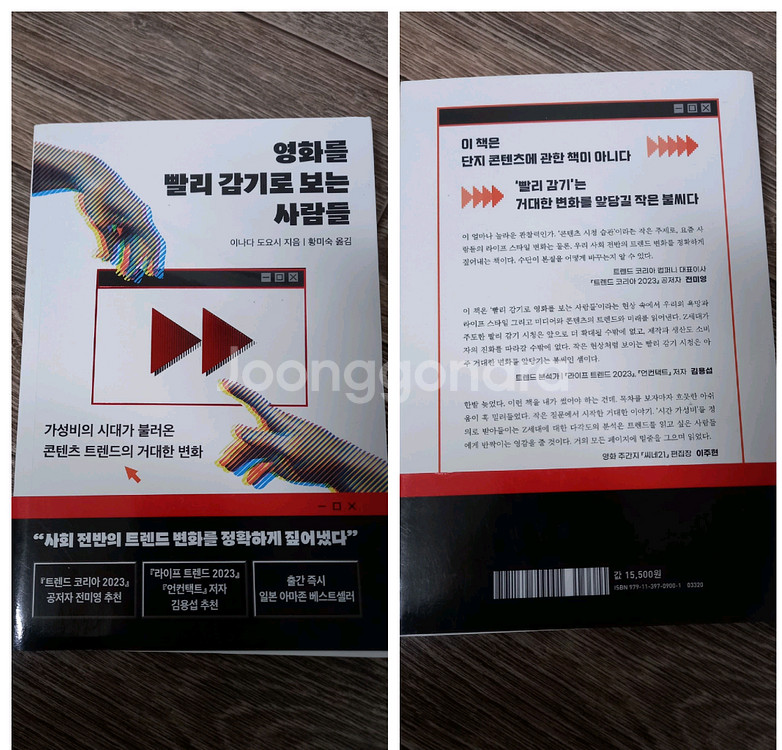 영화를
빨리 감기로 보는
사람들
이나다 도요시 지음 | 황미숙 옮김
가성비의 시대가 불러온
콘텐츠 트렌드의 거대한 변화
“사회 전반의 트렌드 변화를 정확하게 짚어냈다”
『트렌드 코리아 2023』
공저자 전미영 추천
『라이프 트렌드 2023』
『언컨택트』 저자
김용섭 추천
출간 즉시
일본 아마존 베스트셀러
이 책은
단지 콘텐츠에 관한 책이 아니다
‘빨리 감기’는
거대한 변화를 앞당길 작은 불씨다
이 얼마나 놀라운 관찰력인가. ‘콘텐츠 시청 습관’이라는 작은 주제로, 요즘 사
람들의 라이프 스타일 변화는 물론, 우리 사회 전반의 트렌드 변화를 정확하게
짚어내는 책이다. 수단이 본질을 어떻게 바꾸는지 알 수 있다.
트렌드 코리아 컴퍼니 대표이사
『트렌드 코리아 2023』 공저자 전미영
이 책은 ‘빨리 감기로 영화를 보는 사람들’이라는 현상 속에서 우리의 욕망과
라이프 스타일 그리고 미디어와 콘텐츠의 트렌드와 미래를 읽어낸다. Z세대가
주도한 빨리 감기 시청은 앞으로 더 확대될 수밖에 없고, 제작과 생산도 소비
자의 진화를 따라갈 수밖에 없다. 작은 현상처럼 보이는 빨리 감기 시청은 아
주 거대한 변화를 앞당기는 불씨인 셈이다.
트렌드 분석가 | 『라이프 트렌드 2023』, 『언컨택트』 저자 김용섭
한발 늦었다. 이런 책을 내가 썼어야 하는 건데. 목차를 보자마자 흐뭇한 아쉬
움이 훅 밀려들었다. 작은 질문에서 시작한 거대한 이야기. ‘시간 가성비’를 정
의로 받아들이는 Z세대에 대한 다각도의 분석은 트렌드를 읽고 싶은 사람들
에게 반짝이는 영감을 줄 것이다. 거의 모든 페이지에 밑줄을 그으며 읽었다.
영화 주간지 『씨네21』 편집장 이주현
값 15,500원
ISBN 979-11-397-0900-1 03320
joonggonara